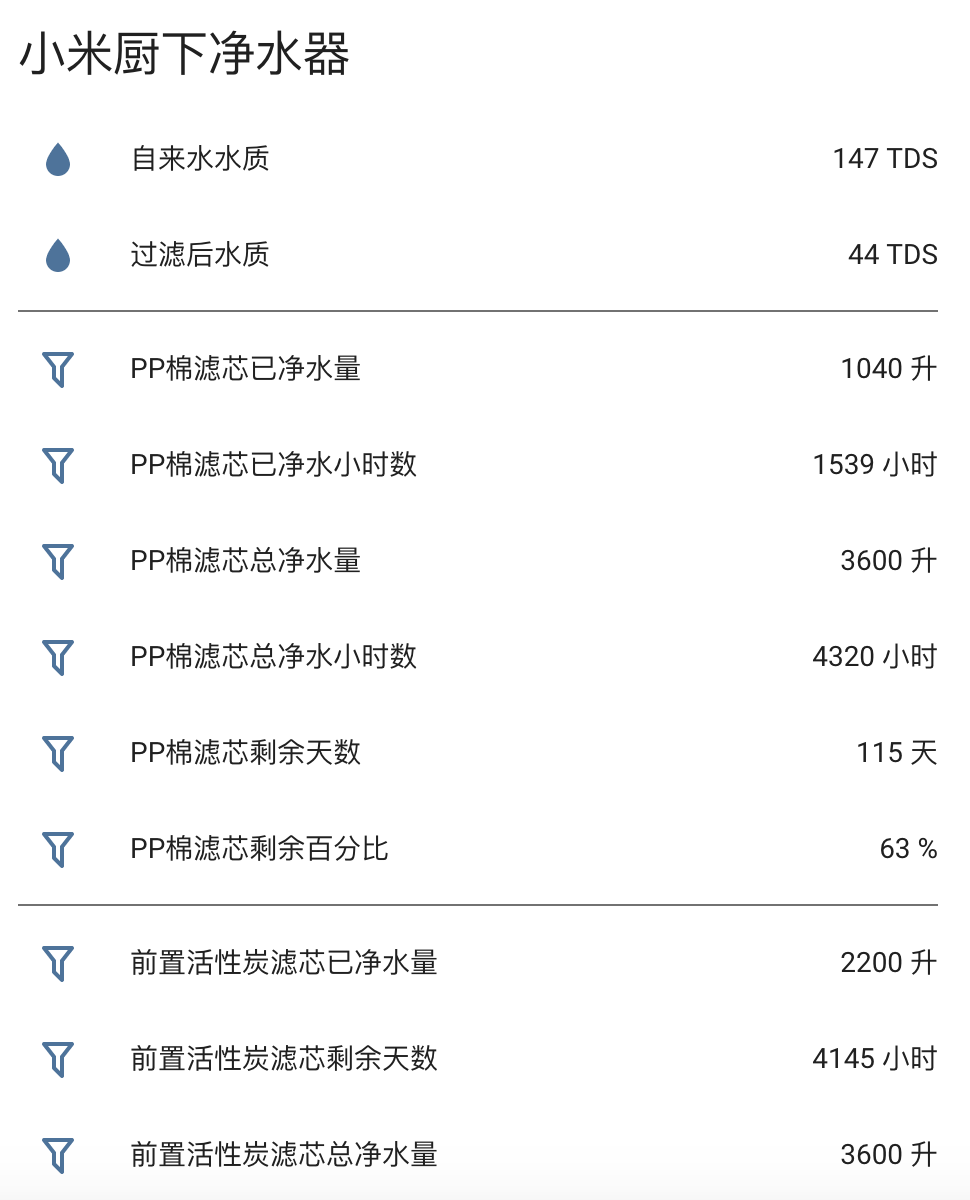 小米厨下净水器
自来水水质 147 TDS
过滤后水质 44 TDS
PP棉滤芯已净水量 1040 升
PP棉滤芯已净水小时数 1539 小时
PP棉滤芯总净水量 3600 升
PP棉滤芯总净水小时数 4320 小时
PP棉滤芯剩余天数 115 天
PP棉滤芯剩余百分比 63 %
前置活性炭滤芯已净水量 2200 升
前置活性炭滤芯剩余天数 4145 小时
前置活性炭滤芯总净水量 3600 升